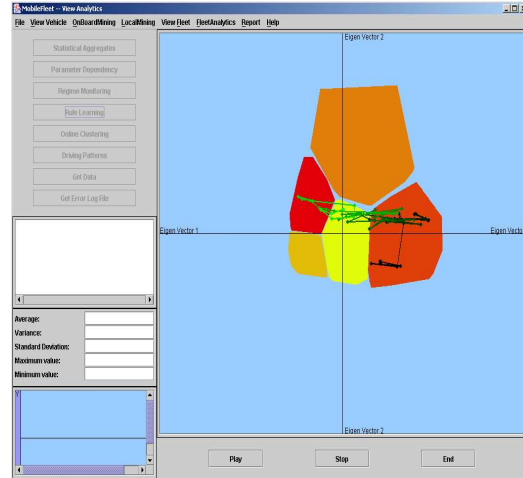 MobileFleet -- View Analytics
File View Vehicle OnBoardMining LocalMining View Fleet FleetAnalytics Report Help
Statistical Aggregates
Parameter Dependency
Regime Monitoring
Rule Learning
Online Clustering
Driving Patterns
Get Data
Get Error Log File
Average:
Variance:
Standard Deviation:
Maximum value:
Minimum value:
Y
Eigen Vector 2
Eigen Vector 1
Eigen Vecto
Eigen Vector 2
Play Stop End